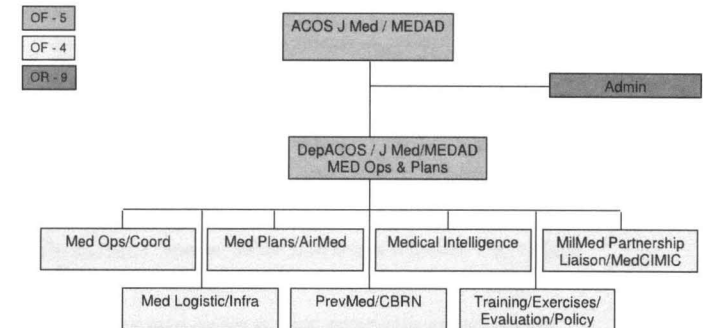 OF - 5
OF - 4
OR - 9
ACOS J Med / MEDAD
Admin
DepACOS / J Med/MEDAD
MED Ops & Plans
Med Ops/Coord
Med Plans/AirMed
Medical Intelligence
MilMed Partnership
Liaison/MedCIMIC
Med Logistic/Infra
PrevMed/CBRN
Training/Exercises/
Evaluation/Policy